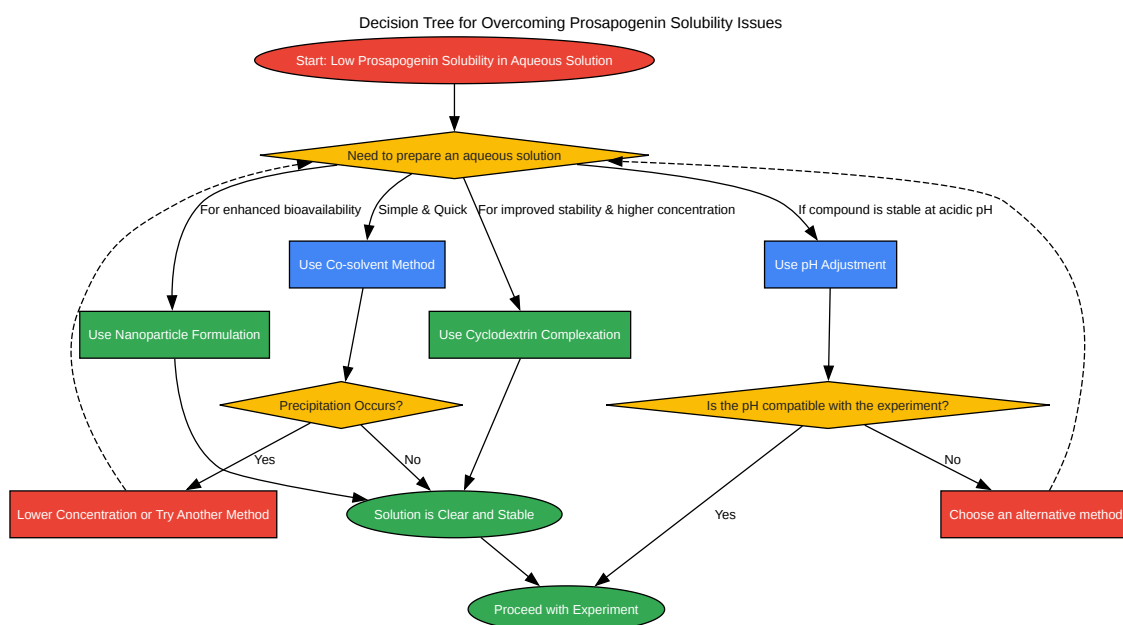 Decision Tree for Overcoming Prosapogenin Solubility Issues
Start: Low Prosapogenin Solubility in Aqueous Solution
Need to prepare an aqueous solution
For enhanced bioavailability
Simple & Quick
For improved stability & higher concentration
If compound is stable at acidic pH
Use Co-solvent Method
Use pH Adjustment
Use Nanoparticle Formulation
Use Cyclodextrin Complexation
Precipitation Occurs?
Is the pH compatible with the experiment?
Yes
No
No
Lower Concentration or Try Another Method
Solution is Clear and Stable
Yes
Choose an alternative method
Proceed with Experiment